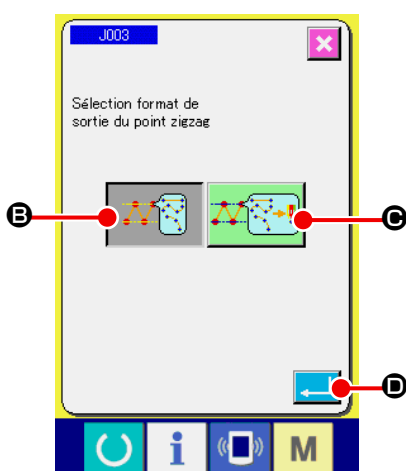 J003
Sélection format de
sortie du point zigzag
B
C
D
M